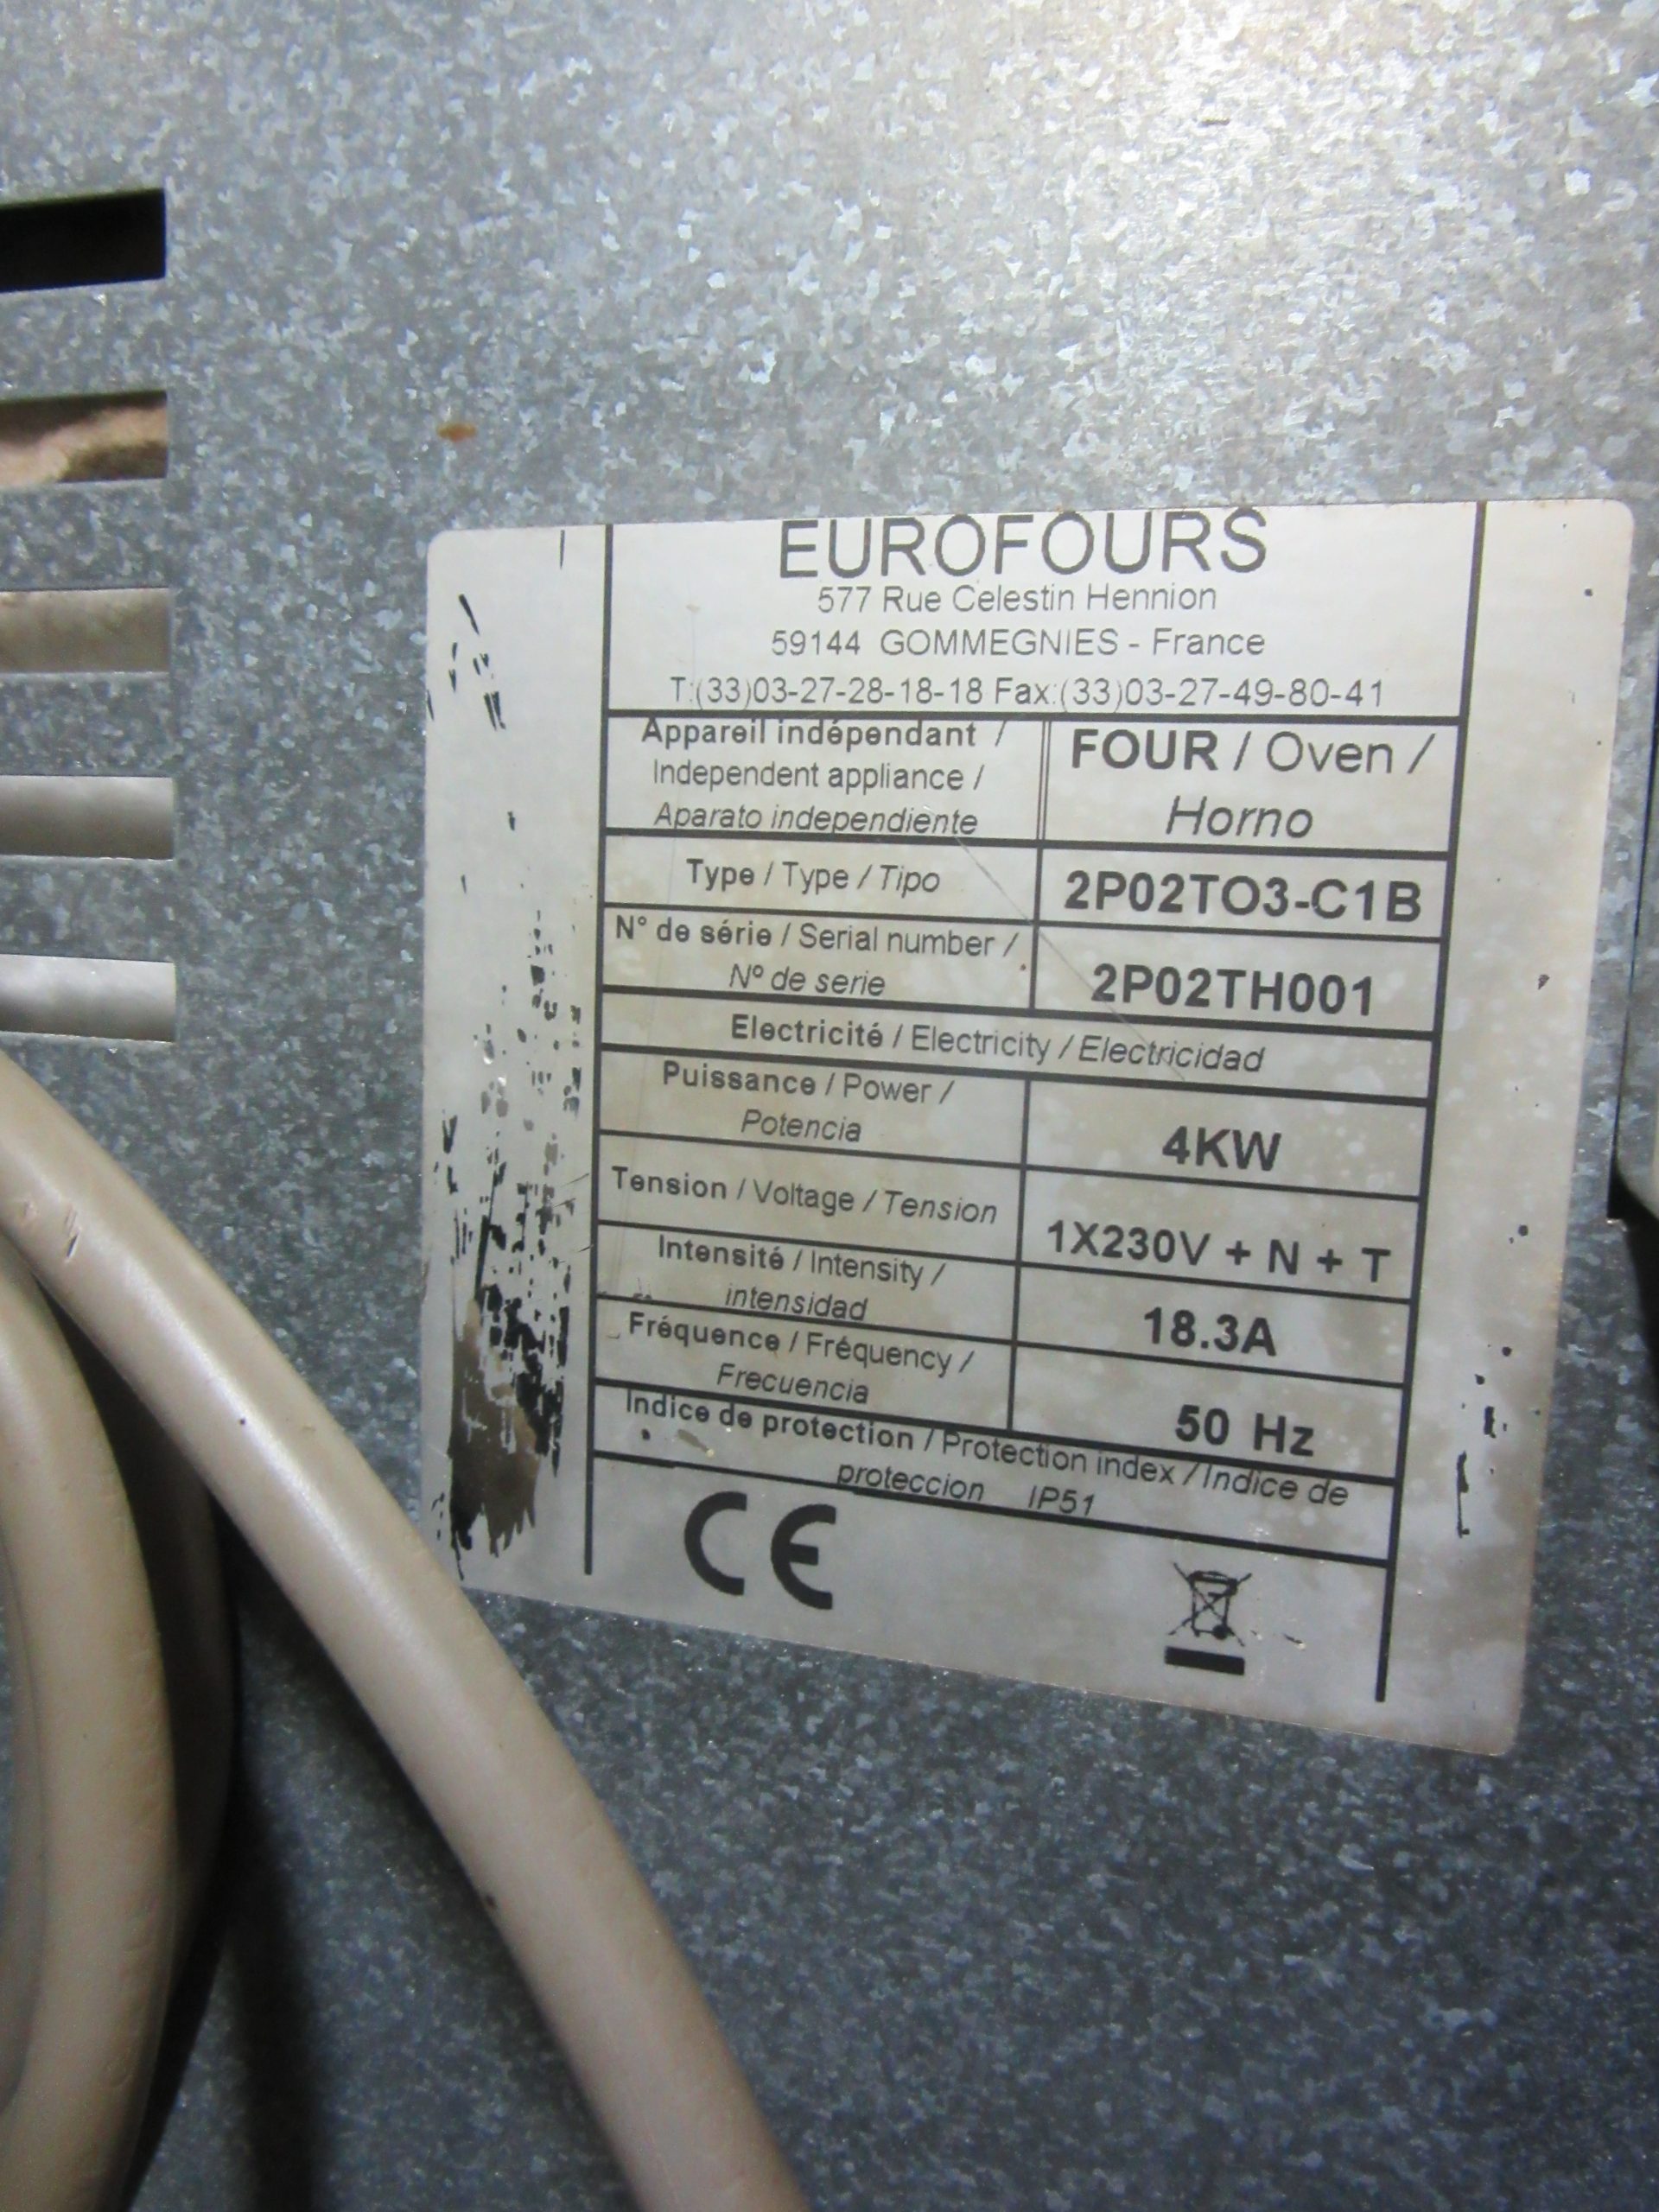 EUROFOURS
577 Rue Celestin Hennion
59144 GOMMEGNIES - France
T:(33)03-27-28-18-18 Fax:(33)03-27-49-80-41
Appareil indépendant /
Independent appliance /
Aparato independiente
FOUR / Oven /
Horno
Type / Type / Tipo
2P02TO3-C1B
N° de série / Serial number /
Nº de serie
2P02TH001
Electricité / Electricity / Electricidad
Puissance / Power /
Potencia
4KW
Tension / Voltage / Tension
1X230V + N + T
Intensité / Intensity /
intensidad
18.3A
Fréquence / Fréquency /
Frecuencia
50 Hz
Indice de protection / Protection index / Indice de
proteccion IP51
CE